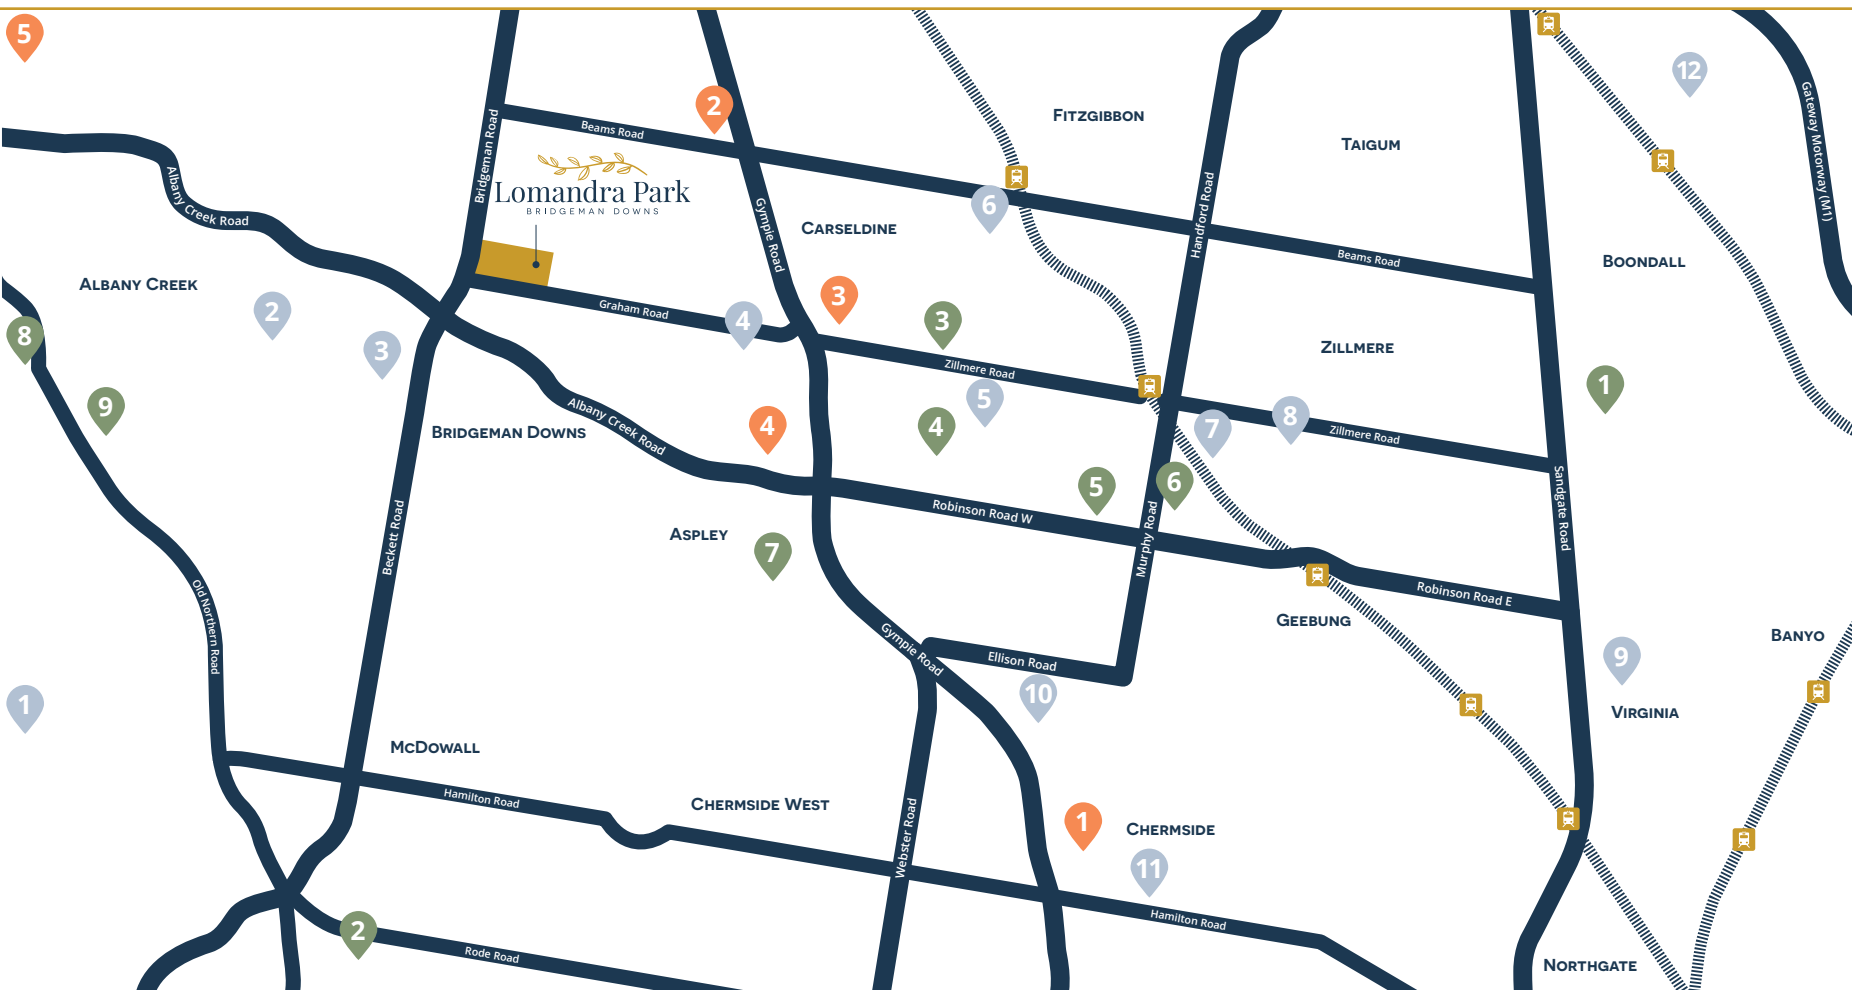 5
2
12
FITZGIBBON
TAIGUM
Gateway Motorway (M1)
Beams Road
Bridgeman Road
Lomandra Park
BRIDGEMAN DOWNS
Albany Creek Road
Gympie Road
CARSELDINE
6
Handford Road
Beams Road
BOONDALL
ALBANY CREEK
2
3
Graham Road
4
3
3
ZILLMERE
8
3
Zillmere Road
5
1
9
BRIDGEMAN DOWNS
Albany Creek Road
4
4
7
8
Zillmere Road
5
6
Sandgate Road
Robinson Road W
Beckett Road
ASPLEY
7
Murphy Road
Robinson Road E
GEEBUNG
Old Northern Road
Gympie Road
Ellison Road
BANYO
9
10
1
VIRGINIA
MCDOWALL
Hamilton Road
CHERMSIDE WEST
Webster Road
1
CHERMSIDE
11
Hamilton Road
2
Rode Road
NORTHGATE